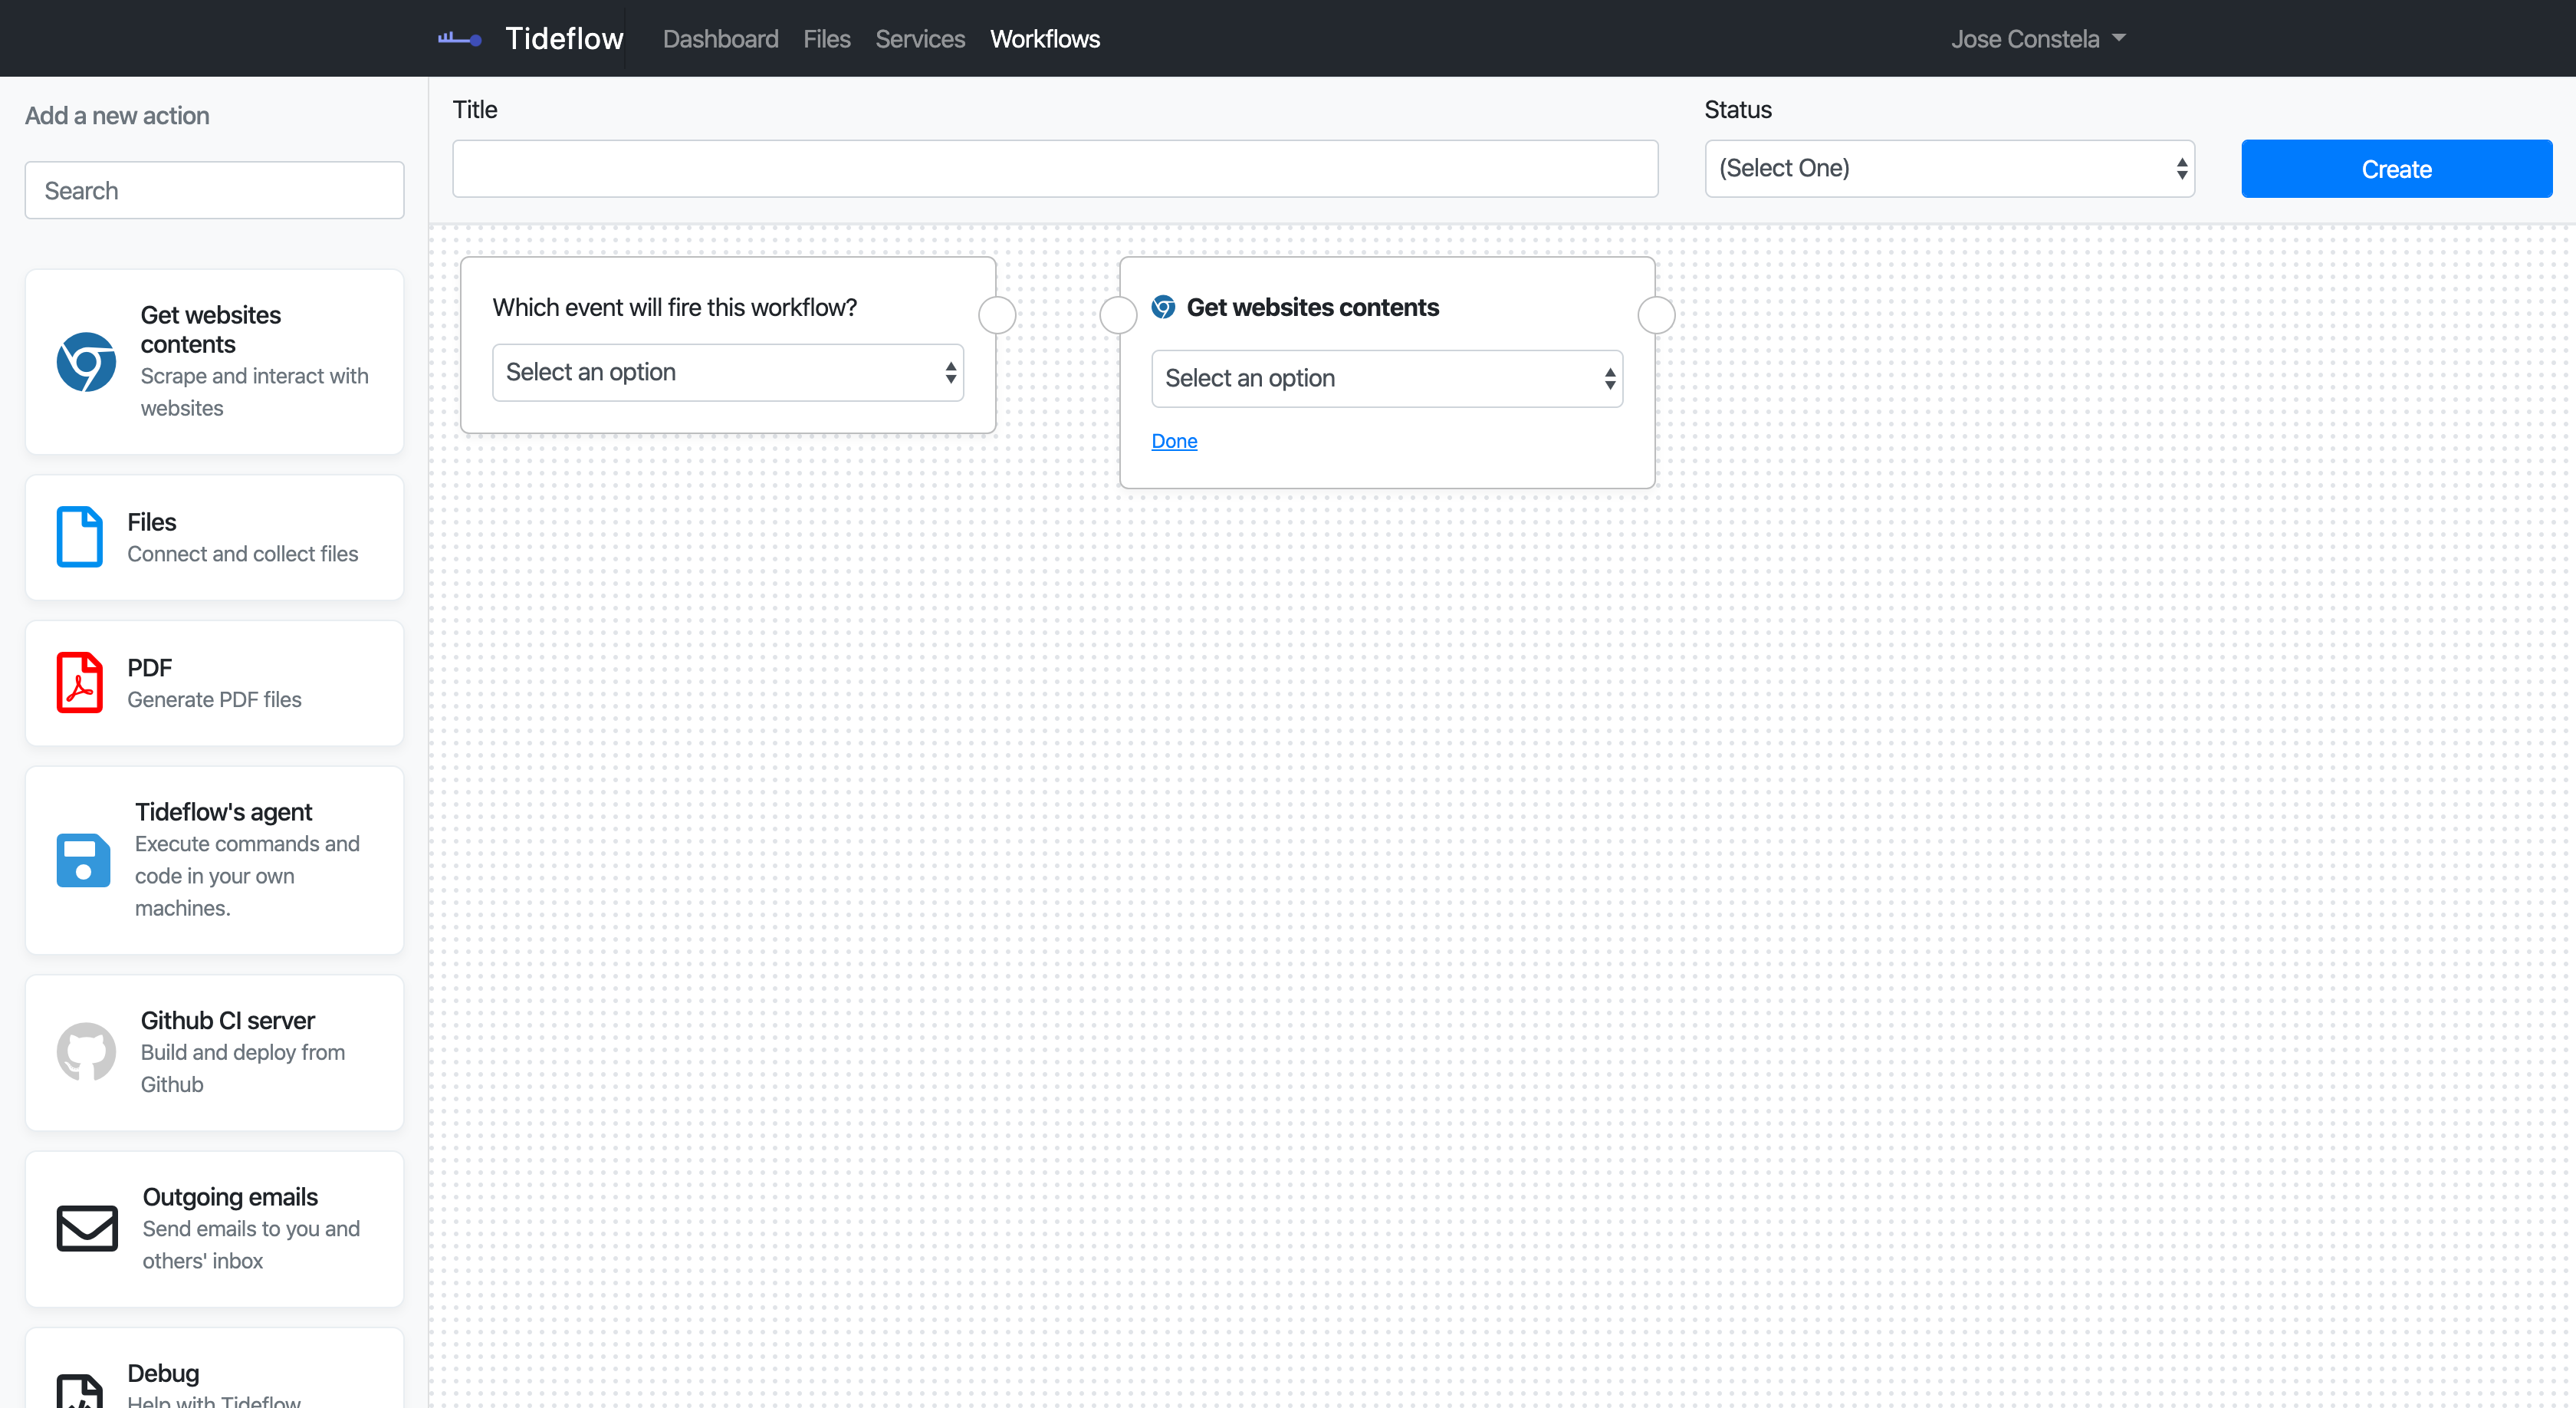 Tideflow
Dashboard
Files
Services
Workflows
Jose Constela
Add a new action
Search
Get websites
contents
Scrape and interact with
websites
Files
Connect and collect files
PDF
Generate PDF files
Tideflow's agent
Execute commands and
code in your own
machines.
Github CI server
Build and deploy from
Github
Outgoing emails
Send emails to you and
others' inbox
Debug
Help with Tideflow
Title
Status
(Select One)
Create
Which event will fire this workflow?
Select an option
Get websites contents
Select an option
Done